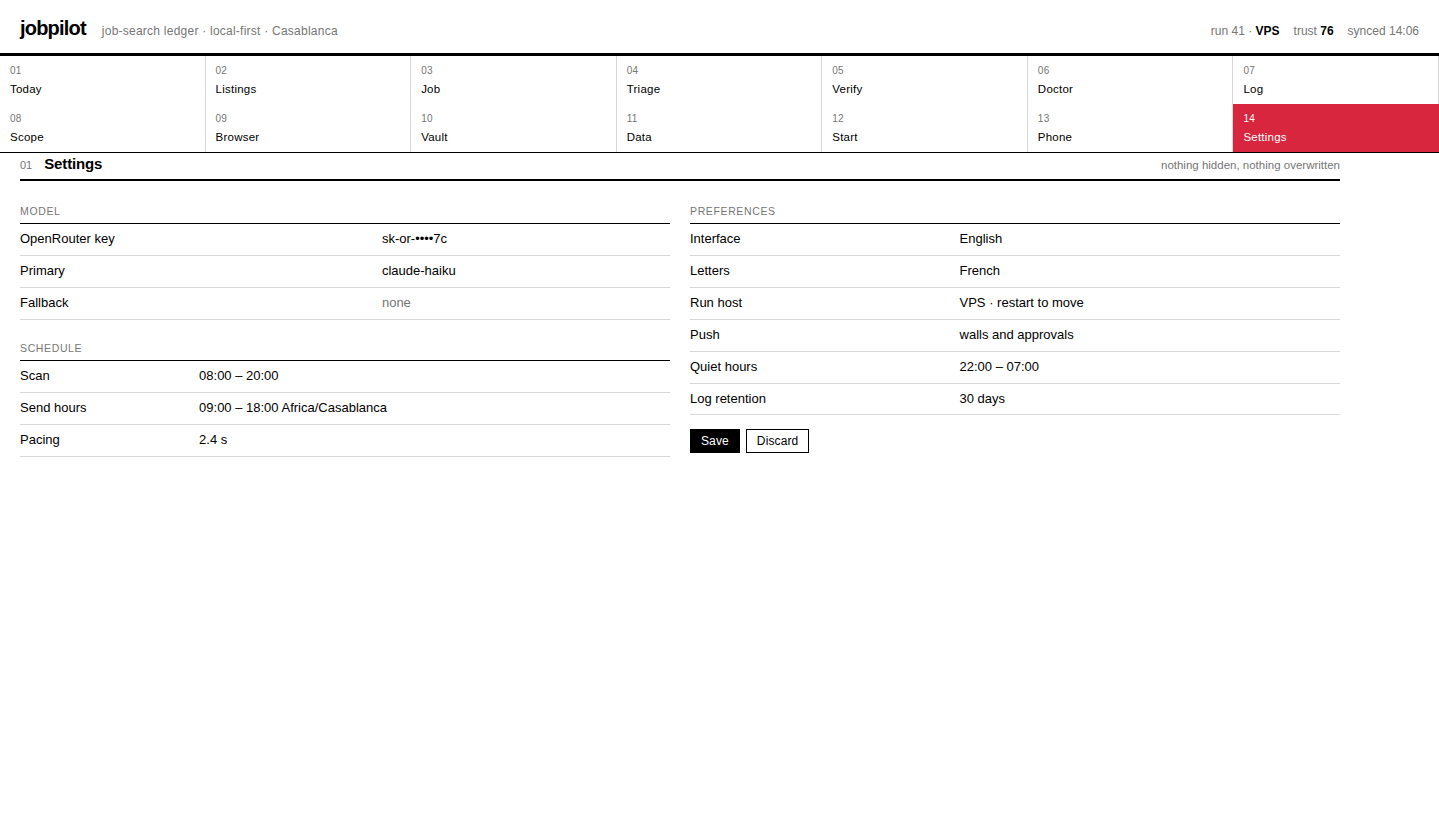 jobpilot job-search ledger · local-first · Casablanca run 41 · VPS trust 76 synced 14:06
01 02 03 04 05 06 07
Today Listings Job Triage Verify Doctor Log
08 09 10 11 12 13 14
Scope Browser Vault Data Start Phone Settings
01 Settings nothing hidden, nothing overwritten
MODEL
OpenRouter key sk-or-••••7c
Primary claude-haiku
Fallback none
SCHEDULE
Scan 08:00 – 20:00
Send hours 09:00 – 18:00 Africa/Casablanca
Pacing 2.4 s
PREFERENCES
Interface English
Letters French
Run host VPS · restart to move
Push walls and approvals
Quiet hours 22:00 – 07:00
Log retention 30 days
Save Discard